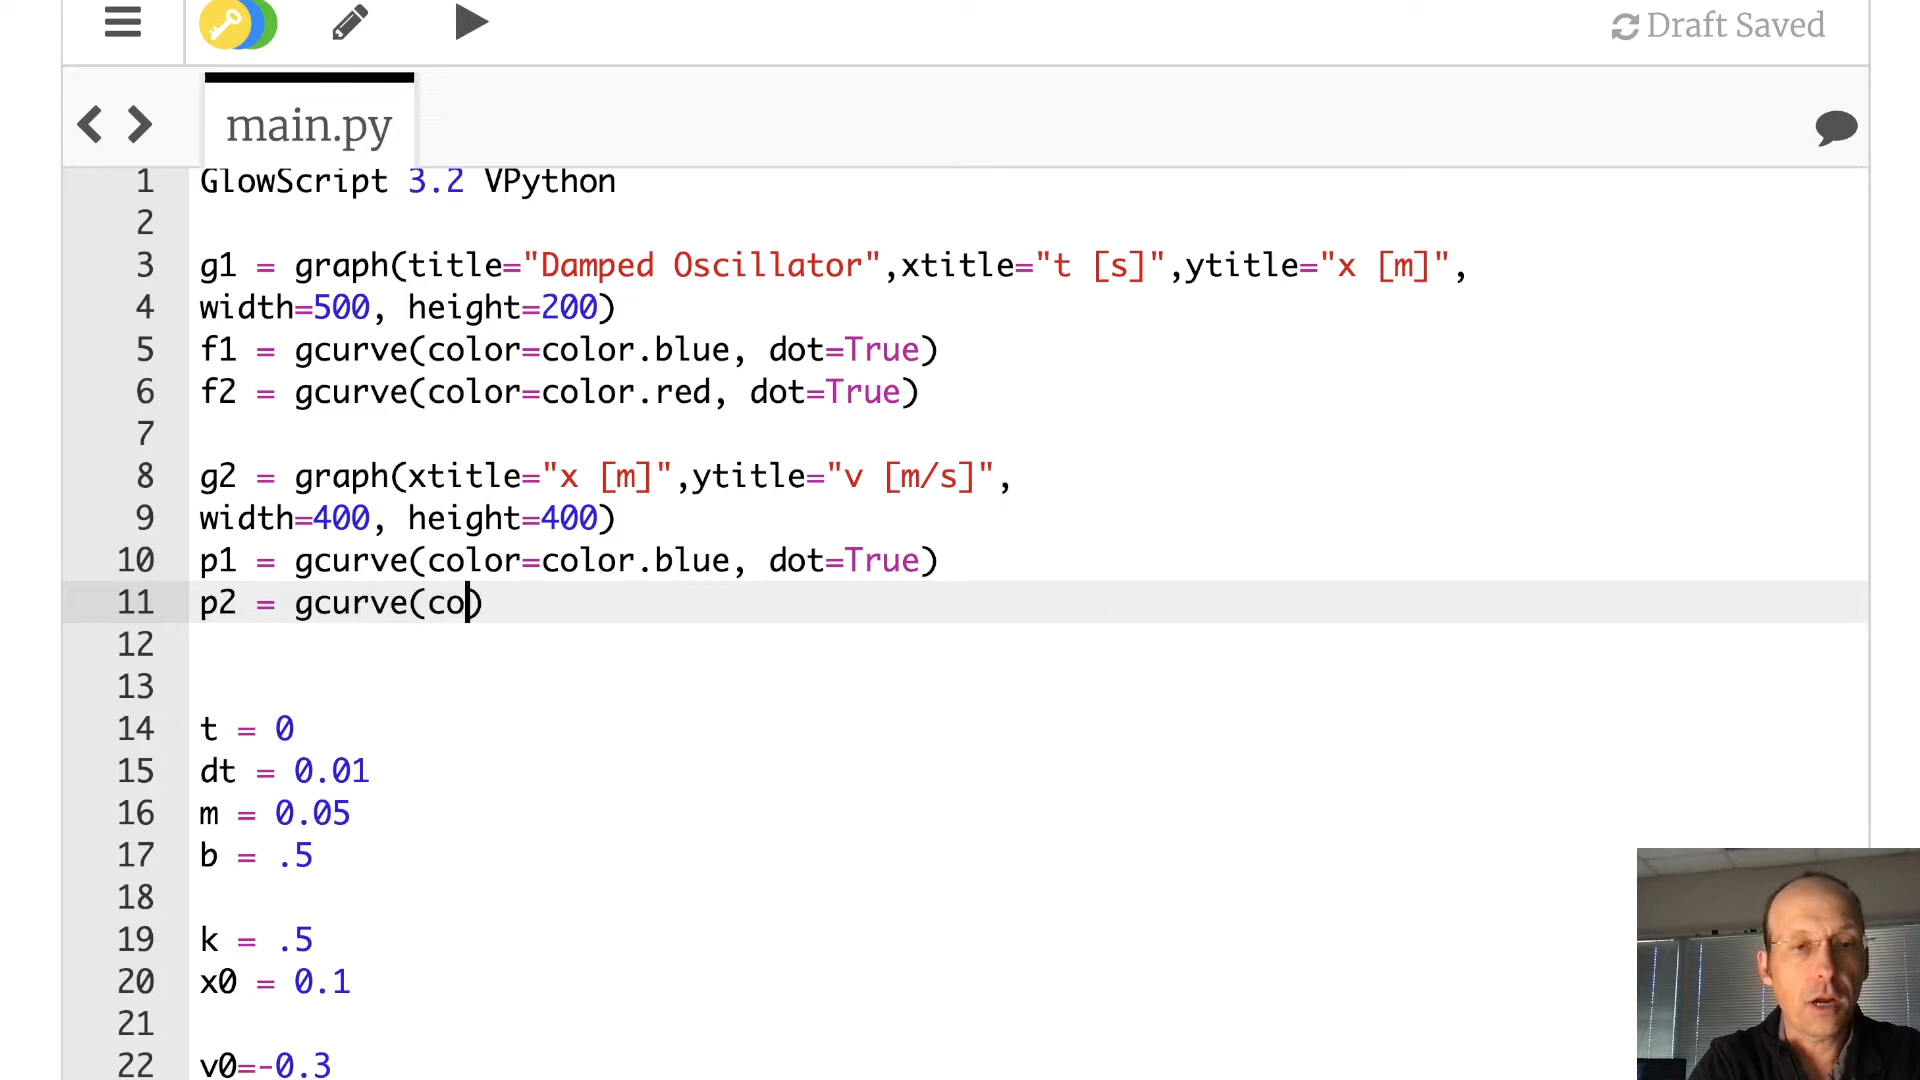 Draft Saved
main.py
1 GlowScript 3.2 VPython
2
3 g1 = graph(title="Damped Oscillator",xtitle="t [s]",ytitle="x [m]",
4 width=500, height=200)
5 f1 = gcurve(color=color.blue, dot=True)
6 f2 = gcurve(color=color.red, dot=True)
7
8 g2 = graph(xtitle="x [m]",ytitle="v [m/s]",
9 width=400, height=400)
10 p1 = gcurve(color=color.blue, dot=True)
11 p2 = gcurve(co)
12
13
14 t = 0
15 dt = 0.01
16 m = 0.05
17 b = .5
18
19 k = .5
20 x0 = 0.1
21
22 v0=-0.3